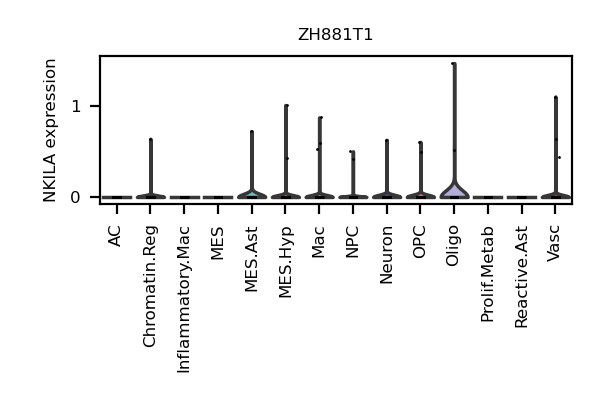 ZH881T1
NKILA expression
1
0
AC
Chromatin.Reg
Inflammatory.Mac
MES
MES.Ast
MES.Hyp
Mac
NPC
Neuron
OPC
Oligo
Prolif.Metab
Reactive.Ast
Vasc